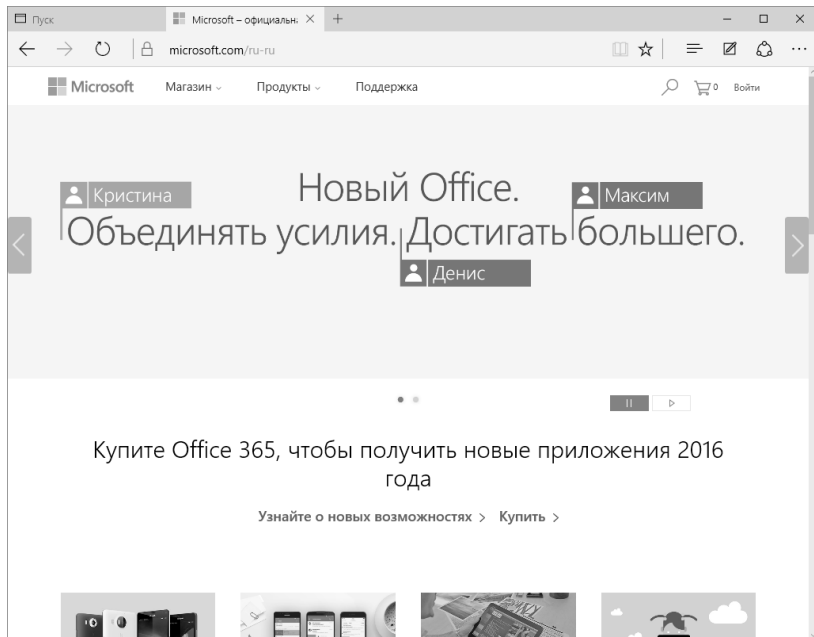 Пуск
Microsoft – официальна
microsoft.com/ru-ru
Microsoft Магазин Продукты Поддержка 0 Войти
Кристина
Новый Office.
Максим
Объединять усилия. Достигать большего.
Денис
Купите Office 365, чтобы получить новые приложения 2016
года
Узнайте о новых возможностях > Купить >